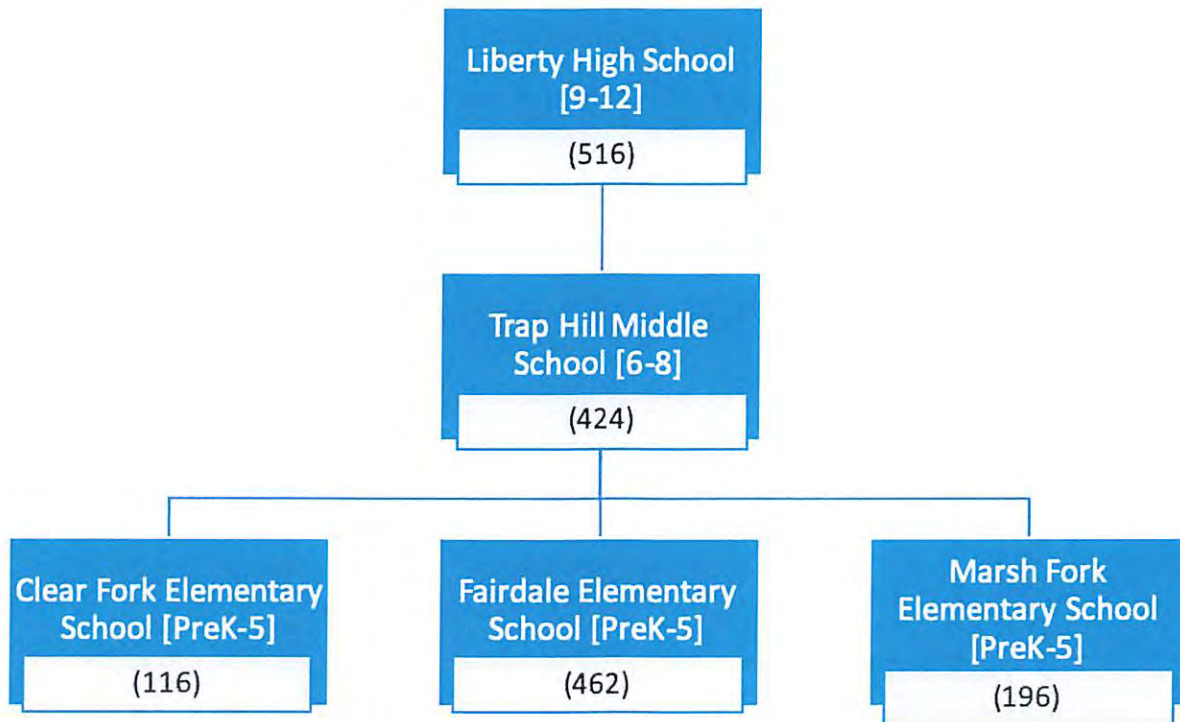 Liberty High School
[9-12]
(516)
Trap Hill Middle
School [6-8]
(424)
Clear Fork Elementary
School [PreK-5]
(116)
Fairdale Elementary
School [PreK-5]
(462)
Marsh Fork
Elementary School
[PreK-5]
(196)